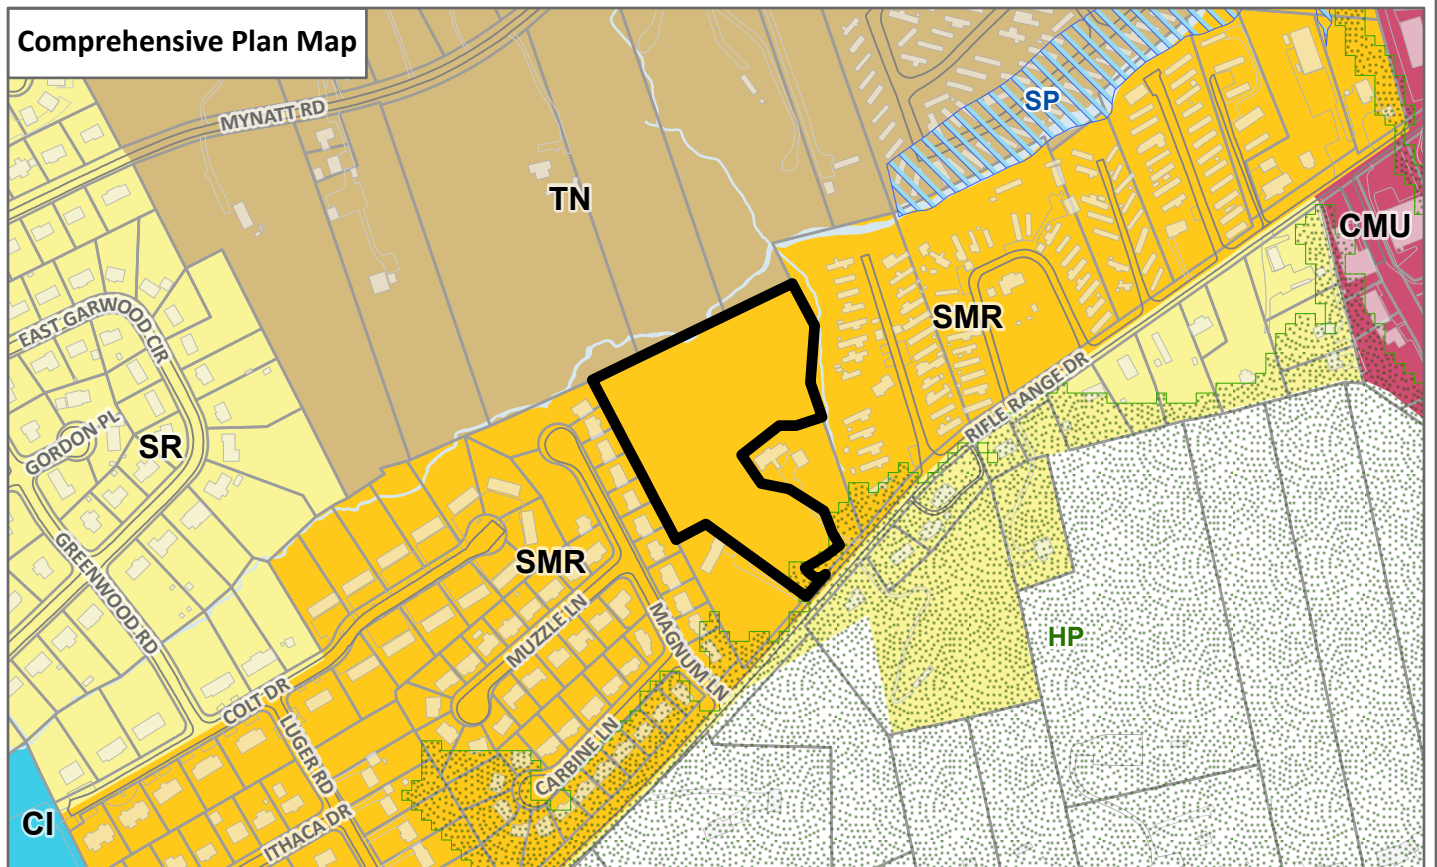 Comprehensive Plan Map
MYNATT RD
SP
TN
CMU
EAST GARWOOD CIR
SMR
RIFLE RANGE DR
GORDON PL
SR
GREENWOOD RD
SMR
MUZZLE LN
MAGNUM LN
HP
COLT DR
LUGER RD
CARBINE LN
CI
ITHACA DR